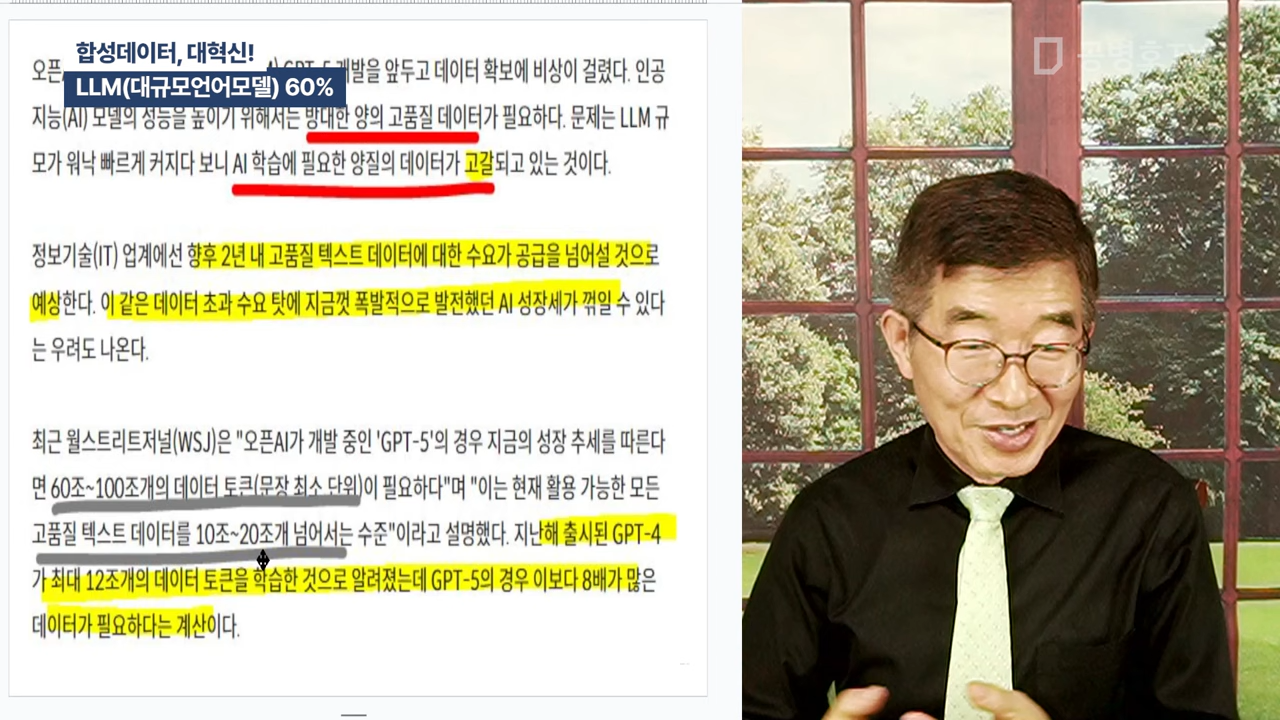 합성데이터, 대혁신!
LLM(대규모언어모델) 60%
공병호TV
GPT-5 개발을 앞두고 데이터 확보에 비상이 걸렸다. 인공
지능(AI) 모델의 성능을 높이기 위해서는 방대한 양의 고품질 데이터가 필요하다. 문제는 LLM 규
모가 워낙 빠르게 커지다 보니 AI 학습에 필요한 양질의 데이터가 고갈되고 있는 것이다.
정보기술(IT) 업계에선 향후 2년 내 고품질 텍스트 데이터에 대한 수요가 공급을 넘어설 것으로
예상한다. 이 같은 데이터 초과 수요 탓에 지금껏 폭발적으로 발전했던 AI 성장세가 꺾일 수 있다
는 우려도 나온다.
최근 월스트리트저널(WSJ)은 "오픈AI가 개발 중인 'GPT-5'의 경우 지금의 성장 추세를 따른다
면 60조~100조개의 데이터 토큰(문장 최소 단위)이 필요하다"며 "이는 현재 활용 가능한 모든
고품질 텍스트 데이터를 10조~20조개 넘어서는 수준"이라고 설명했다. 지난해 출시된 GPT-4
가 최대 12조개의 데이터 토큰을 학습한 것으로 알려졌는데 GPT-5의 경우 이보다 8배가 많은
데이터가 필요하다는 계산이다.